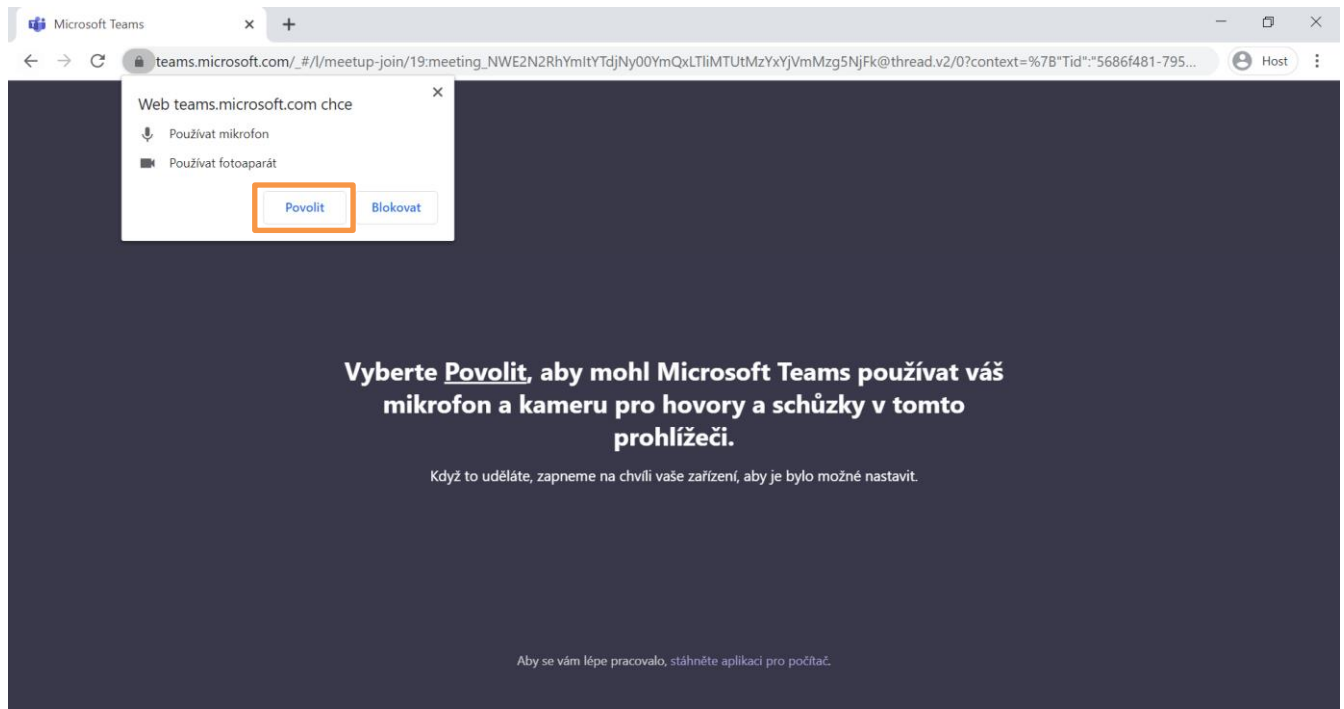 Microsoft Teams
teams.microsoft.com/_#/l/meetup-join/19:meeting_NWE2N2RhYmItYTdjNy00YmQxLTliMTUtMzYxYjVmMzg5NjFk@thread.v2/0?context=%7B"Tid":"5686f481-795...
Host
Web teams.microsoft.com chce
Používat mikrofon
Používat fotoaparát
Povolit
Blokovat
Vyberte Povolit, aby mohl Microsoft Teams používat váš
mikrofon a kameru pro hovory a schůzky v tomto
prohlížeči.
Když to uděláte, zapneme na chvíli vaše zařízení, aby je bylo možné nastavit.
Aby se vám lépe pracovalo, stáhněte aplikaci pro počítač.